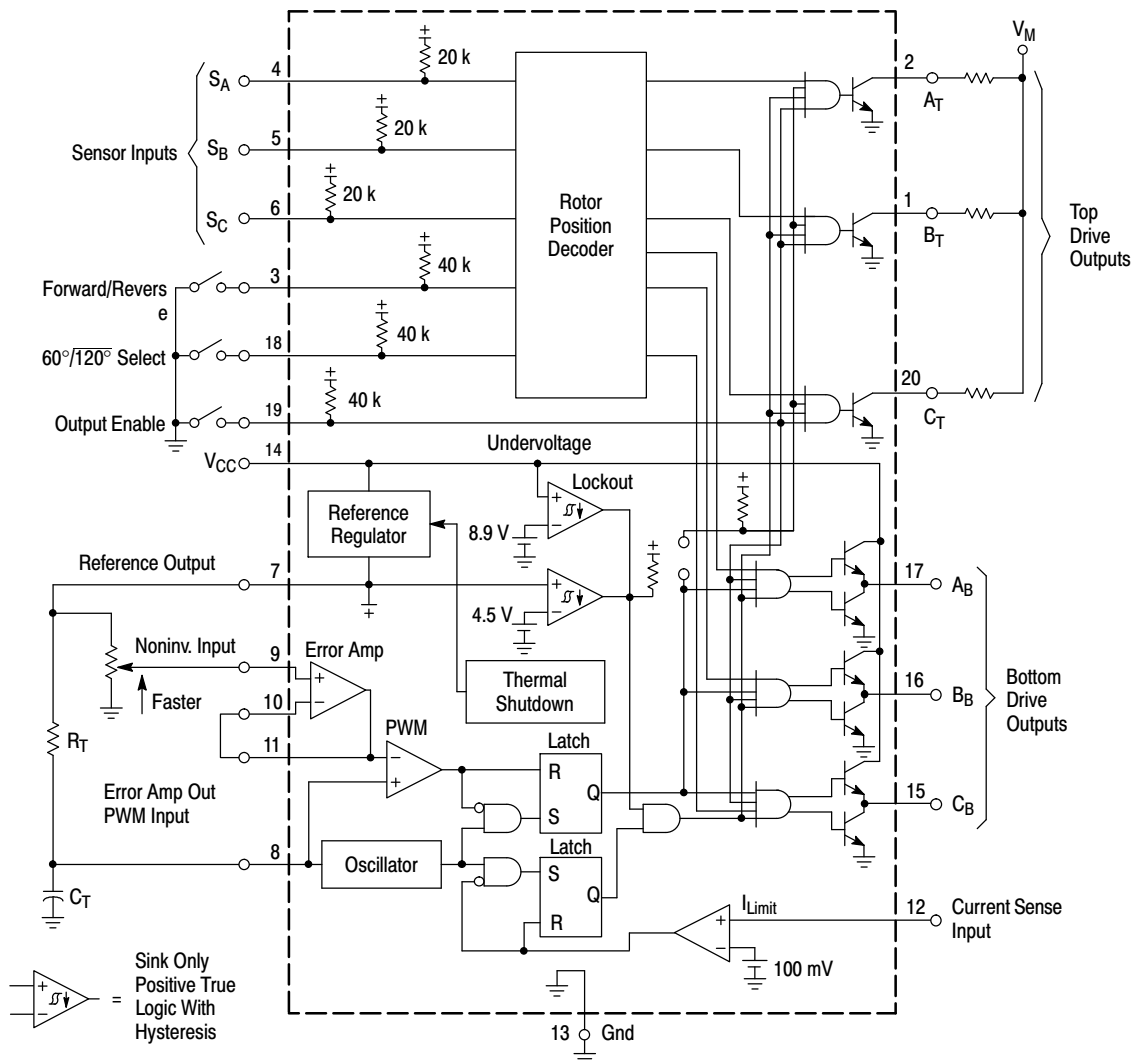 V_M
20 k
4
S_A
2
A_T
20 k
5
S_B
Sensor Inputs
20 k
6
S_C
Rotor
Position
Decoder
1
B_T
Top
Drive
Outputs
40 k
3
Forward/Revers
e
40 k
18
60°/120° Select
40 k
19
Output Enable
20
C_T
14
V_CC
Undervoltage
Lockout
Reference
Regulator
8.9 V
Reference Output
7
4.5 V
17
A_B
Noninv. Input
9
Error Amp
Thermal
Shutdown
Faster
10
11
R_T
PWM
16
B_B
Bottom
Drive
Outputs
Latch
R
Q
S
Error Amp Out
PWM Input
15
C_B
8
Oscillator
Latch
S
Q
R
C_T
I_Limit
12
Current Sense
Input
100 mV
=
Sink Only
Positive True
Logic With
Hysteresis
13
Gnd